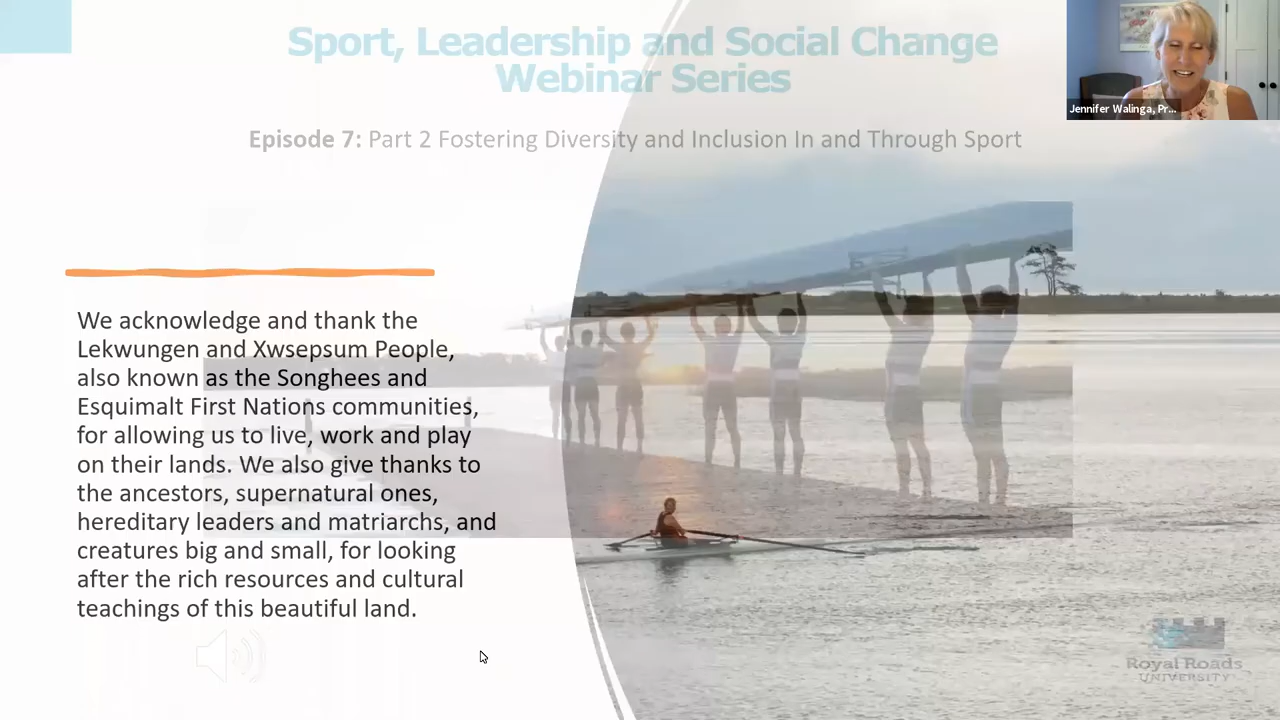 Sport, Leadership and Social Change
Webinar Series
Episode 7: Part 2 Fostering Diversity and Inclusion In and Through Sport
Jennifer Walinga, Pr...
We acknowledge and thank the
Lekwungen and Xwsepsum People,
also known as the Songhees and
Esquimalt First Nations communities,
for allowing us to live, work and play
on their lands. We also give thanks to
the ancestors, supernatural ones,
hereditary leaders and matriarchs, and
creatures big and small, for looking
after the rich resources and cultural
teachings of this beautiful land.
Royal Roads
UNIVERSITY